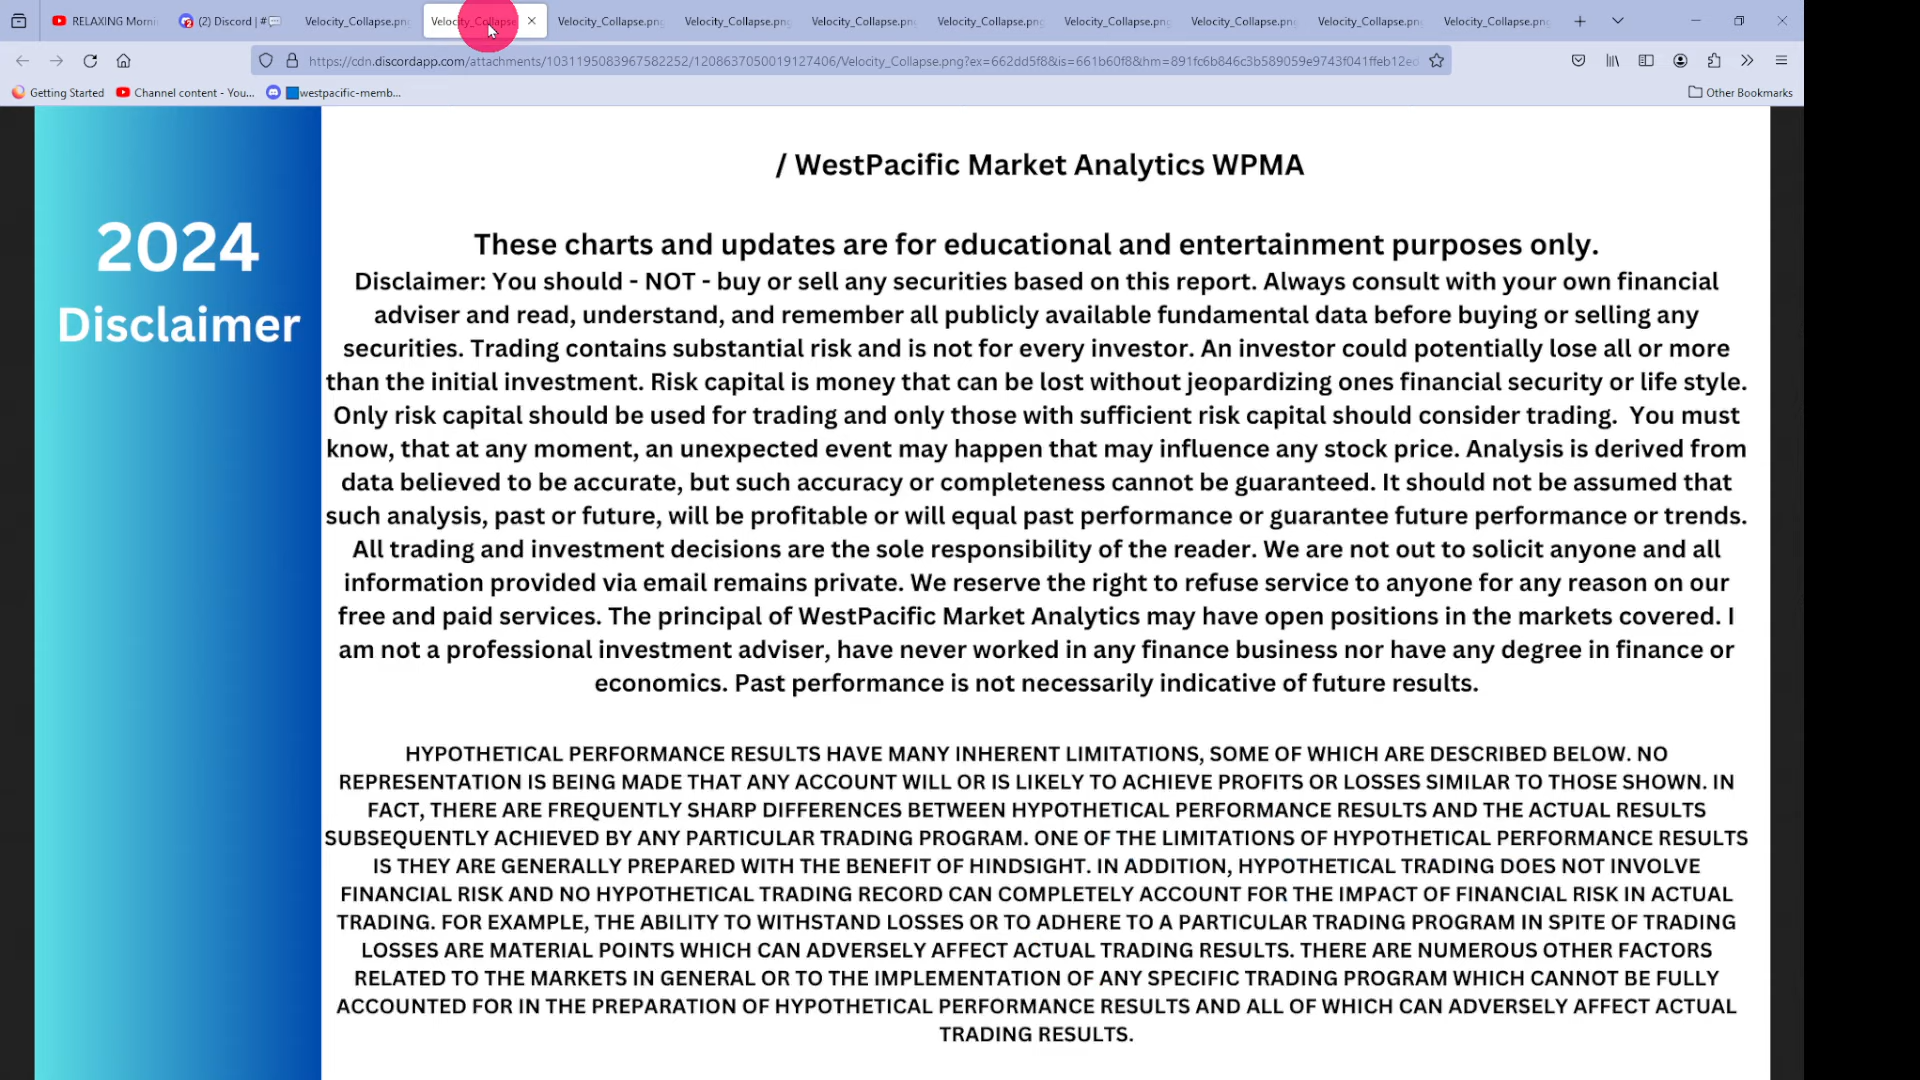 RELAXING Morni
(2) Discord | #
Velocity_Collapse.png
Velocity_Collapse
Velocity_Collapse.png
Velocity_Collapse.png
Velocity_Collapse.png
Velocity_Collapse.png
Velocity_Collapse.png
Velocity_Collapse.png
Velocity_Collapse.png
Velocity_Collapse.png
https://cdn.discordapp.com/attachments/1031195083967582252/1208637050019127406/Velocity_Collapse.png?ex=662dd5f8&is=661b60f8&hm=891fc6b846c3b589059e9743f041ffeb12ed
Getting Started
Channel content - You...
westpacific-memb...
Other Bookmarks
2024
Disclaimer
/ WestPacific Market Analytics WPMA
These charts and updates are for educational and entertainment purposes only.
Disclaimer: You should - NOT - buy or sell any securities based on this report. Always consult with your own financial
adviser and read, understand, and remember all publicly available fundamental data before buying or selling any
securities. Trading contains substantial risk and is not for every investor. An investor could potentially lose all or more
than the initial investment. Risk capital is money that can be lost without jeopardizing ones financial security or life style.
Only risk capital should be used for trading and only those with sufficient risk capital should consider trading. You must
know, that at any moment, an unexpected event may happen that may influence any stock price. Analysis is derived from
data believed to be accurate, but such accuracy or completeness cannot be guaranteed. It should not be assumed that
such analysis, past or future, will be profitable or will equal past performance or guarantee future performance or trends.
All trading and investment decisions are the sole responsibility of the reader. We are not out to solicit anyone and all
information provided via email remains private. We reserve the right to refuse service to anyone for any reason on our
free and paid services. The principal of WestPacific Market Analytics may have open positions in the markets covered. I
am not a professional investment adviser, have never worked in any finance business nor have any degree in finance or
economics. Past performance is not necessarily indicative of future results.
HYPOTHETICAL PERFORMANCE RESULTS HAVE MANY INHERENT LIMITATIONS, SOME OF WHICH ARE DESCRIBED BELOW. NO
REPRESENTATION IS BEING MADE THAT ANY ACCOUNT WILL OR IS LIKELY TO ACHIEVE PROFITS OR LOSSES SIMILAR TO THOSE SHOWN. IN
FACT, THERE ARE FREQUENTLY SHARP DIFFERENCES BETWEEN HYPOTHETICAL PERFORMANCE RESULTS AND THE ACTUAL RESULTS
SUBSEQUENTLY ACHIEVED BY ANY PARTICULAR TRADING PROGRAM. ONE OF THE LIMITATIONS OF HYPOTHETICAL PERFORMANCE RESULTS
IS THEY ARE GENERALLY PREPARED WITH THE BENEFIT OF HINDSIGHT. IN ADDITION, HYPOTHETICAL TRADING DOES NOT INVOLVE
FINANCIAL RISK AND NO HYPOTHETICAL TRADING RECORD CAN COMPLETELY ACCOUNT FOR THE IMPACT OF FINANCIAL RISK IN ACTUAL
TRADING. FOR EXAMPLE, THE ABILITY TO WITHSTAND LOSSES OR TO ADHERE TO A PARTICULAR TRADING PROGRAM IN SPITE OF TRADING
LOSSES ARE MATERIAL POINTS WHICH CAN ADVERSELY AFFECT ACTUAL TRADING RESULTS. THERE ARE NUMEROUS OTHER FACTORS
RELATED TO THE MARKETS IN GENERAL OR TO THE IMPLEMENTATION OF ANY SPECIFIC TRADING PROGRAM WHICH CANNOT BE FULLY
ACCOUNTED FOR IN THE PREPARATION OF HYPOTHETICAL PERFORMANCE RESULTS AND ALL OF WHICH CAN ADVERSELY AFFECT ACTUAL
TRADING RESULTS.